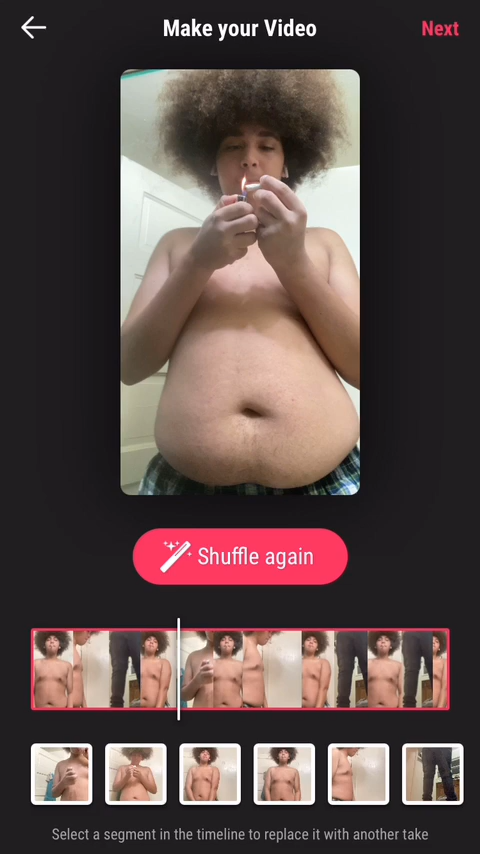 Make your Video
Next
Shuffle again
Select a segment in the timeline to replace it with another take